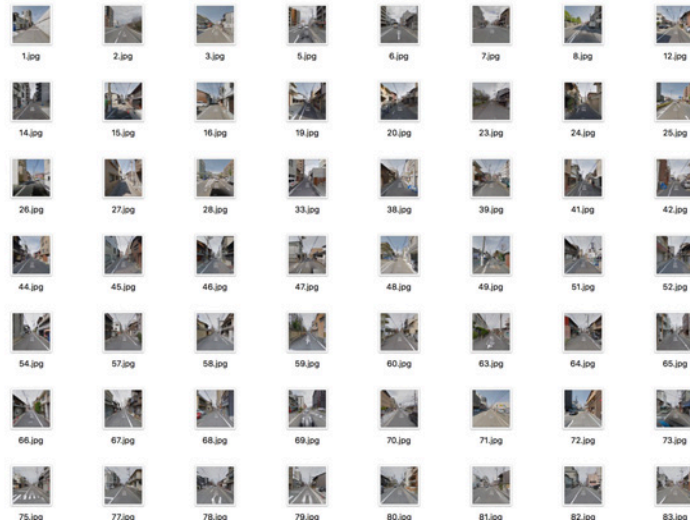 1.jpg 2.jpg 3.jpg 5.jpg 6.jpg 7.jpg 8.jpg 12.jpg
14.jpg 15.jpg 16.jpg 19.jpg 20.jpg 23.jpg 24.jpg 25.jpg
26.jpg 27.jpg 28.jpg 33.jpg 38.jpg 39.jpg 41.jpg 42.jpg
44.jpg 45.jpg 46.jpg 47.jpg 48.jpg 49.jpg 51.jpg 52.jpg
54.jpg 57.jpg 58.jpg 59.jpg 60.jpg 63.jpg 64.jpg 65.jpg
66.jpg 67.jpg 68.jpg 69.jpg 70.jpg 71.jpg 72.jpg 73.jpg
75.jpg 77.jpg 78.jpg 79.jpg 80.jpg 81.jpg 82.jpg 83.jpg